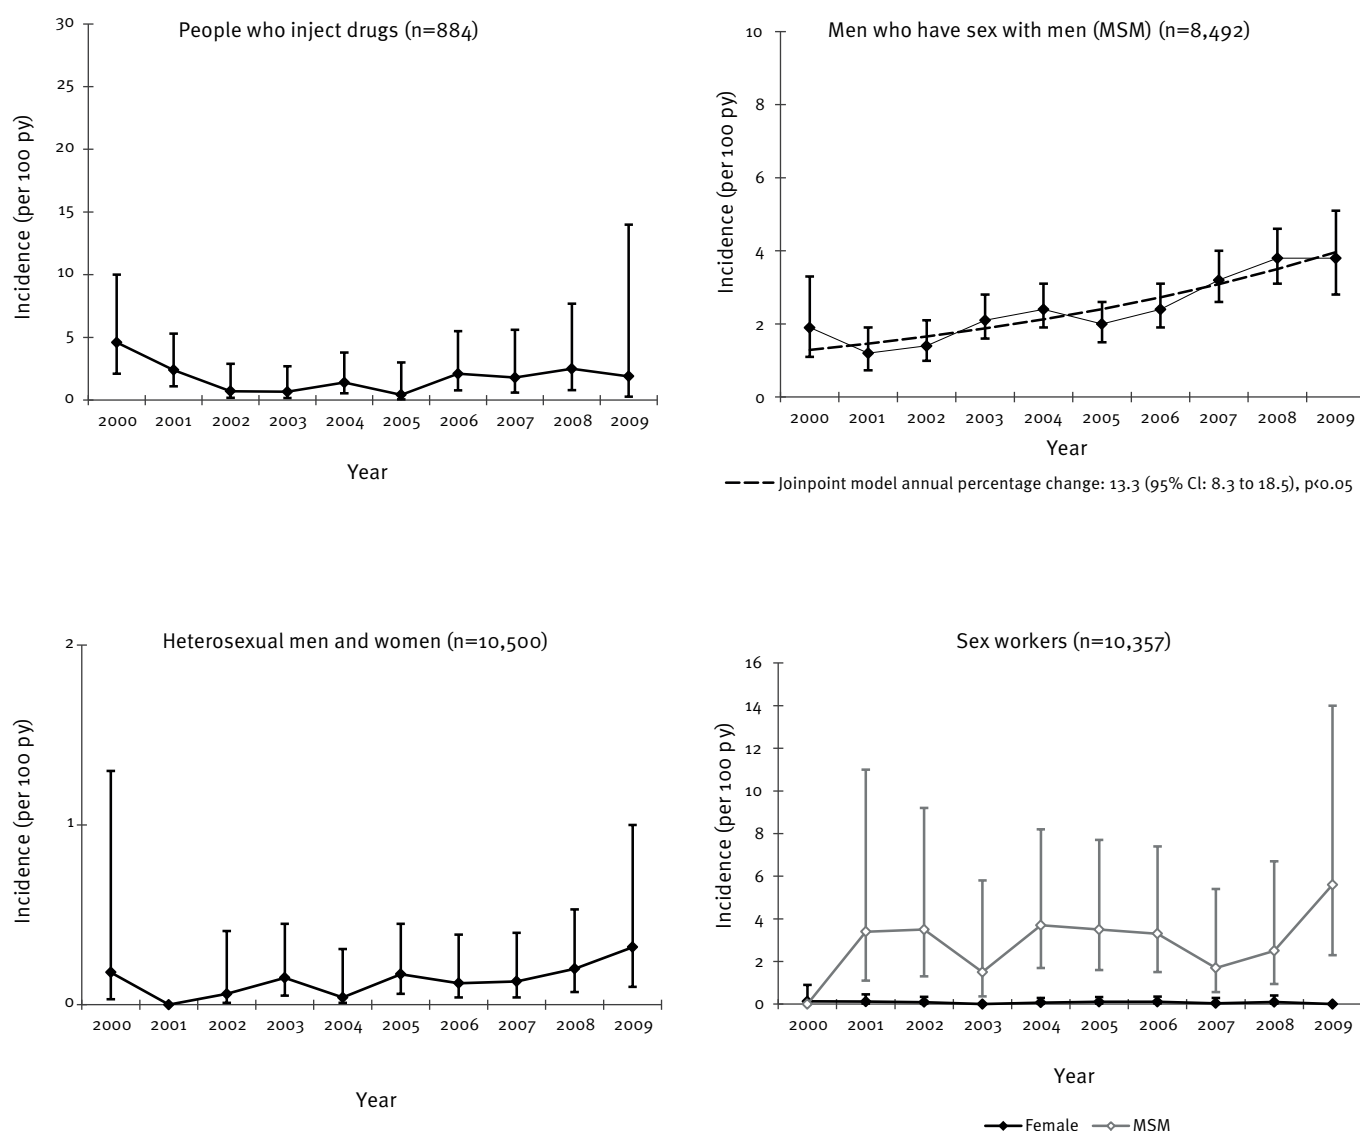 People who inject drugs (n=884)
Incidence (per 100 py)
30
25
20
15
10
5
0
2000 2001 2002 2003 2004 2005 2006 2007 2008 2009
Year
Men who have sex with men (MSM) (n=8,492)
Incidence (per 100 py)
10
8
6
4
2
0
2000 2001 2002 2003 2004 2005 2006 2007 2008 2009
Year
Joinpoint model annual percentage change: 13.3 (95% Cl: 8.3 to 18.5), p<0.05
Heterosexual men and women (n=10,500)
Incidence (per 100 py)
2
1
0
2000 2001 2002 2003 2004 2005 2006 2007 2008 2009
Year
Sex workers (n=10,357)
Incidence (per 100 py)
16
14
12
10
8
6
4
2
0
2000 2001 2002 2003 2004 2005 2006 2007 2008 2009
Year
Female MSM